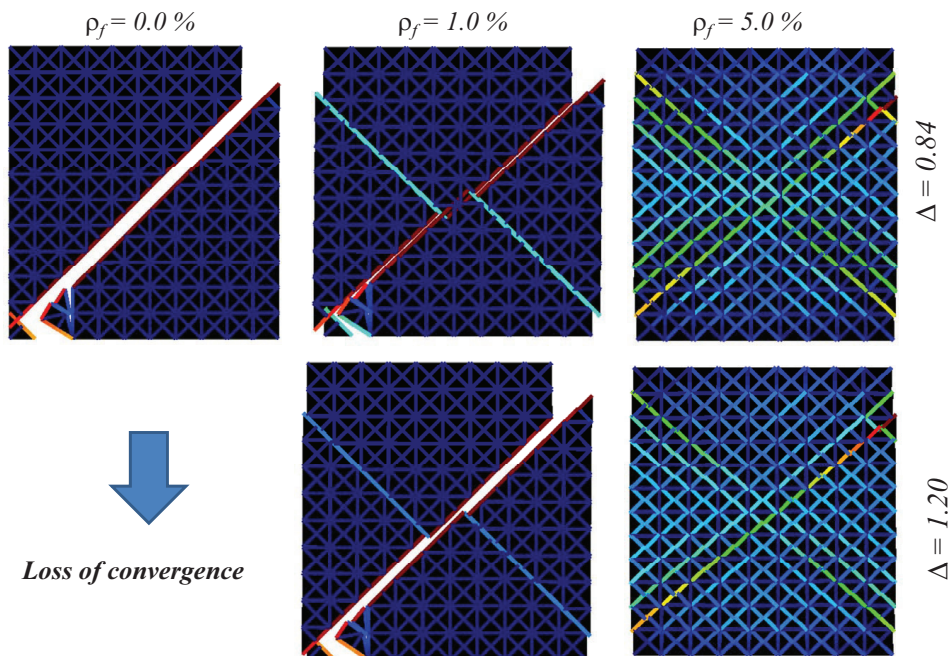 ρf = 0.0 %
ρf = 1.0 %
ρf = 5.0 %
Δ = 0.84
Loss of convergence
Δ = 1.20